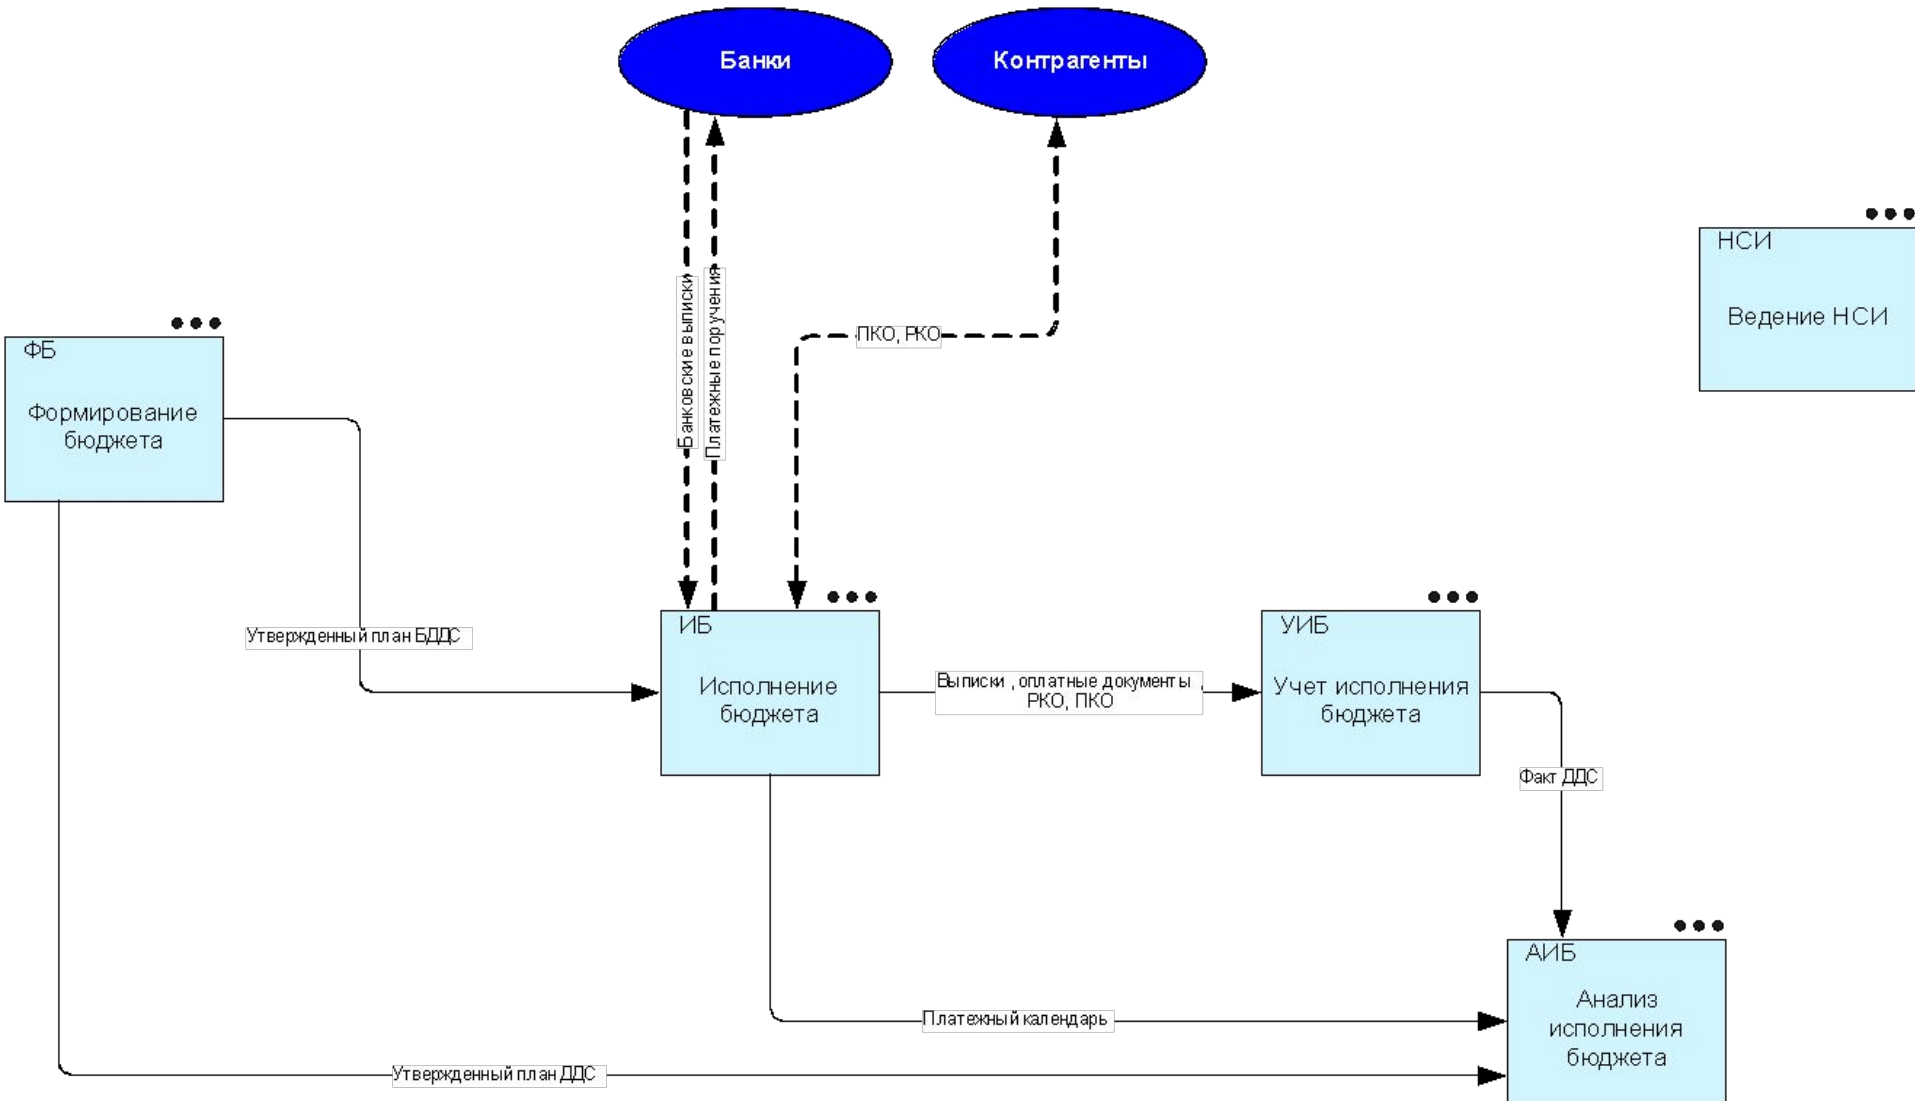 Банки
Контрагенты
НСИ
Ведение НСИ
Банковские выписки
Платежные поручения
ПКО, РКО
ФБ
Формирование
бюджета
Утвержденный план БДДС
ИБ
Исполнение
бюджета
Выписки , оплатные документы ,
РКО, ПКО
УИБ
Учет исполнения
бюджета
Факт ДДС
АИБ
Анализ
исполнения
бюджета
Платежный календарь
Утвержденный план ДДС